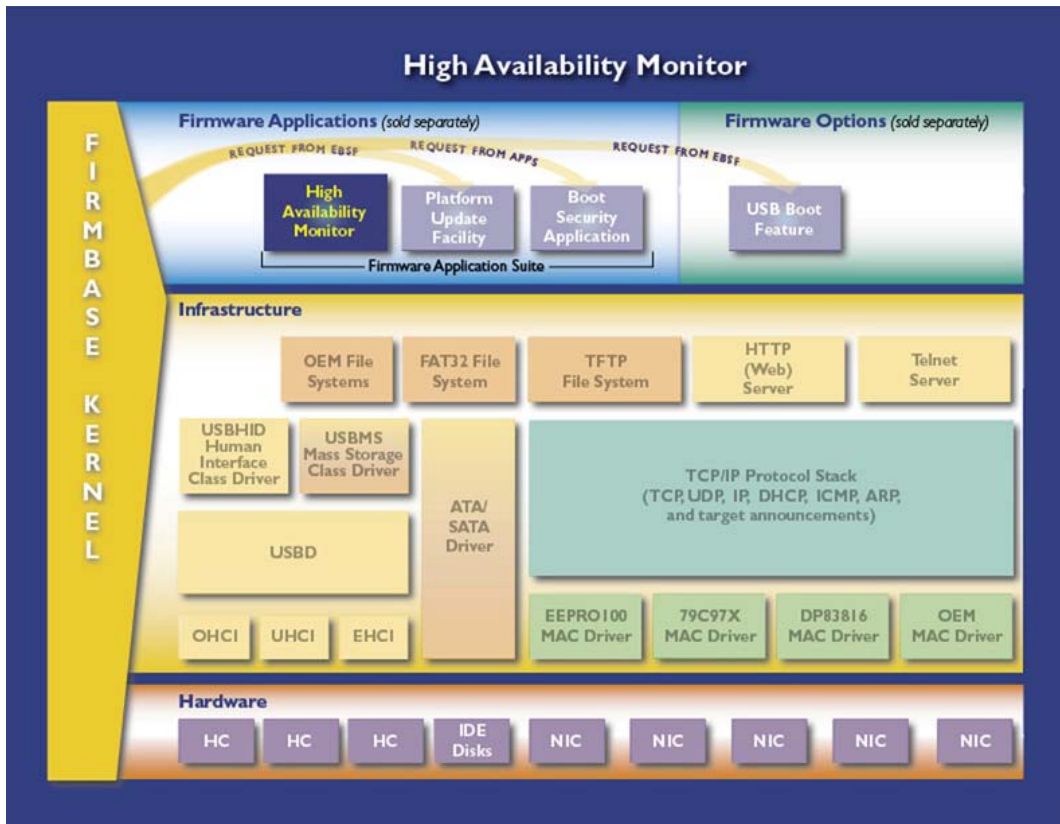 High Availability Monitor
FIRMBASE KERNEL
Firmware Applications (sold separately)
Firmware Options (sold separately)
REQUEST FROM EBSF
REQUEST FROM APPS
REQUEST FROM EBSF
High
Availability
Monitor
Platform
Update
Facility
Boot
Security
Application
USB Boot
Feature
Firmware Application Suite
Infrastructure
OEM File
Systems
FAT32 File
System
TFTP
File System
HTTP
(Web)
Server
Telnet
Server
USBHID
Human
Interface
Class Driver
USBMS
Mass Storage
Class Driver
ATA/
SATA
Driver
TCP/IP Protocol Stack
(TCP, UDP, IP, DHCP, ICMP, ARP,
and target announcements)
USBD
OHCI
UHCI
EHCI
EEPRO100
MAC Driver
79C97X
MAC Driver
DP83816
MAC Driver
OEM
MAC Driver
Hardware
HC
HC
HC
IDE
Disks
NIC
NIC
NIC
NIC
NIC